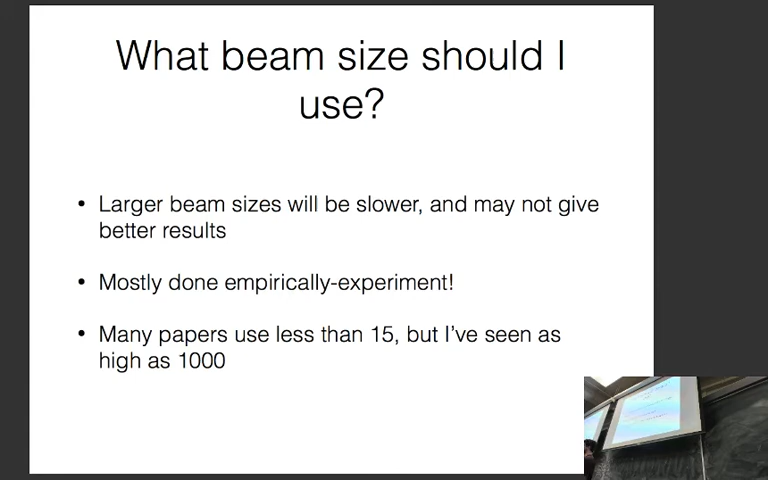 What beam size should I
use?
• Larger beam sizes will be slower, and may not give
better results
• Mostly done empirically-experiment!
• Many papers use less than 15, but I've seen as
high as 1000